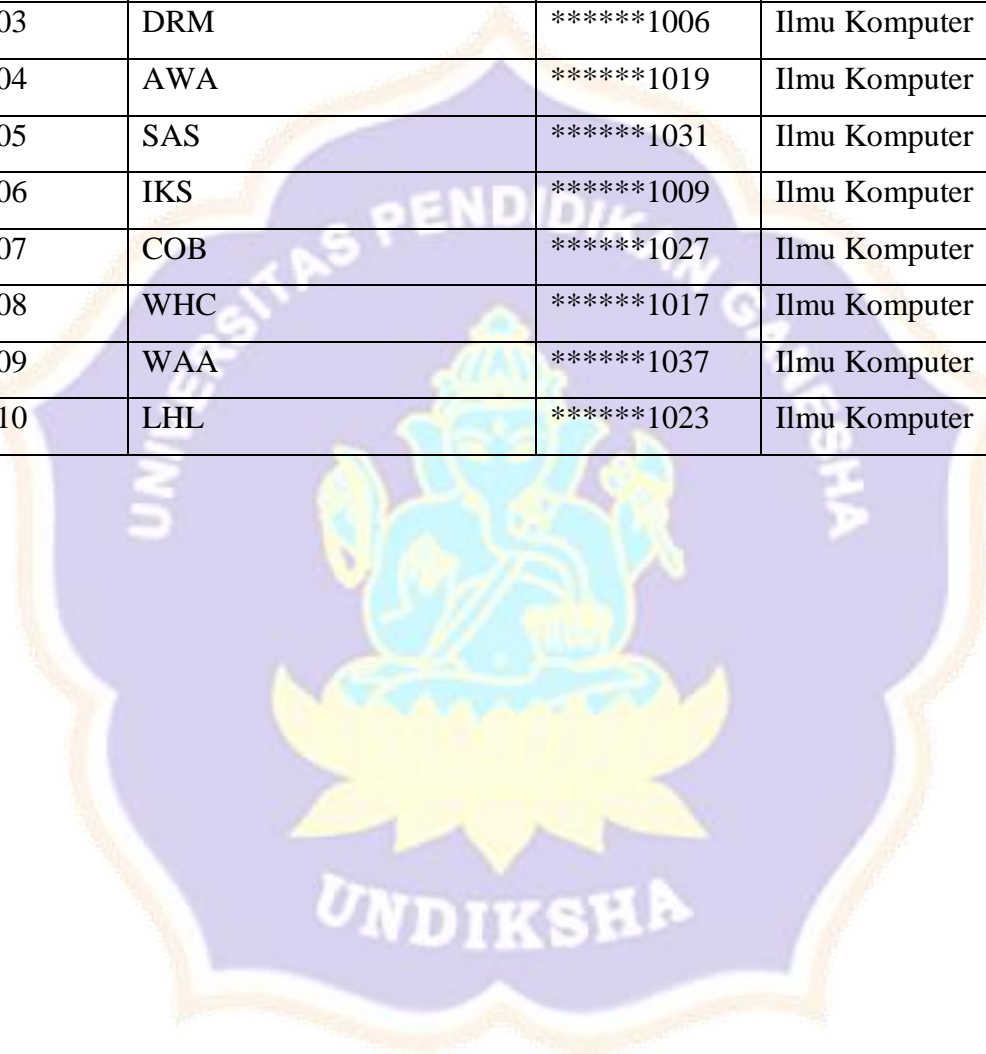 03 DRM ******1006 Ilmu Komputer
04 AWA ******1019 Ilmu Komputer
05 SAS ******1031 Ilmu Komputer
06 IKS ******1009 Ilmu Komputer
07 COB ******1027 Ilmu Komputer
08 WHC ******1017 Ilmu Komputer
09 WAA ******1037 Ilmu Komputer
10 LHL ******1023 Ilmu Komputer
UNIVERSITAS PENDIDIKAN GANESHA
UNDIKSHA